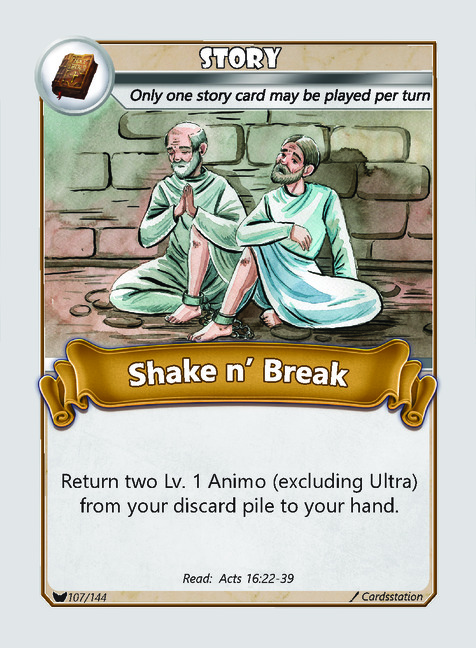 STORY
Only one story card may be played per turn
Shake n' Break
Return two Lv. 1 Animo (excluding Ultra)
from your discard pile to your hand.
Read: Acts 16:22-39
107/144
Cardsstation